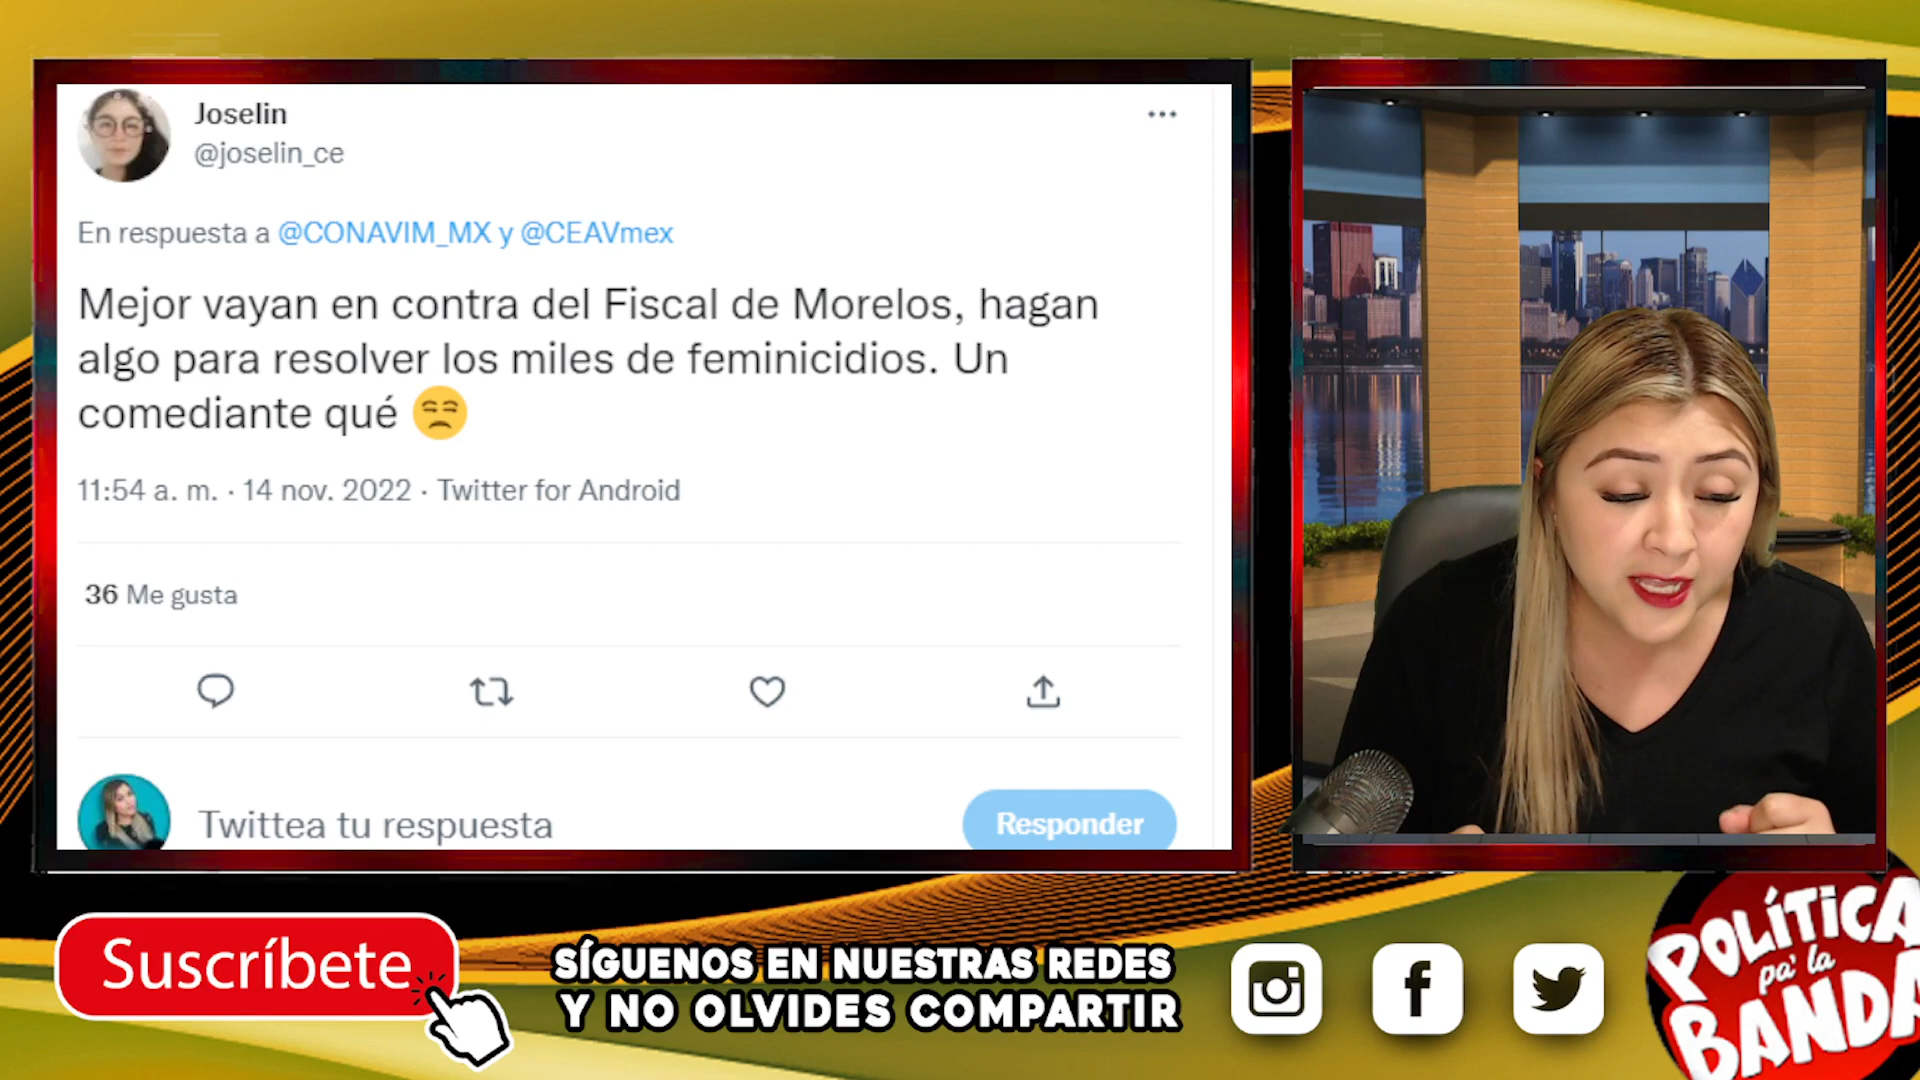 Joselin
@joselin_ce
En respuesta a @CONAVIM_MX y @CEAVmex
Mejor vayan en contra del Fiscal de Morelos, hagan
algo para resolver los miles de feminicidios. Un
comediante qué 😒
11:54 a. m. · 14 nov. 2022 · Twitter for Android
36 Me gusta
Twittea tu respuesta
Responder
Suscríbete
SÍGUENOS EN NUESTRAS REDES
Y NO OLVIDES COMPARTIR
POLÍTICA
pa' la
BANDA